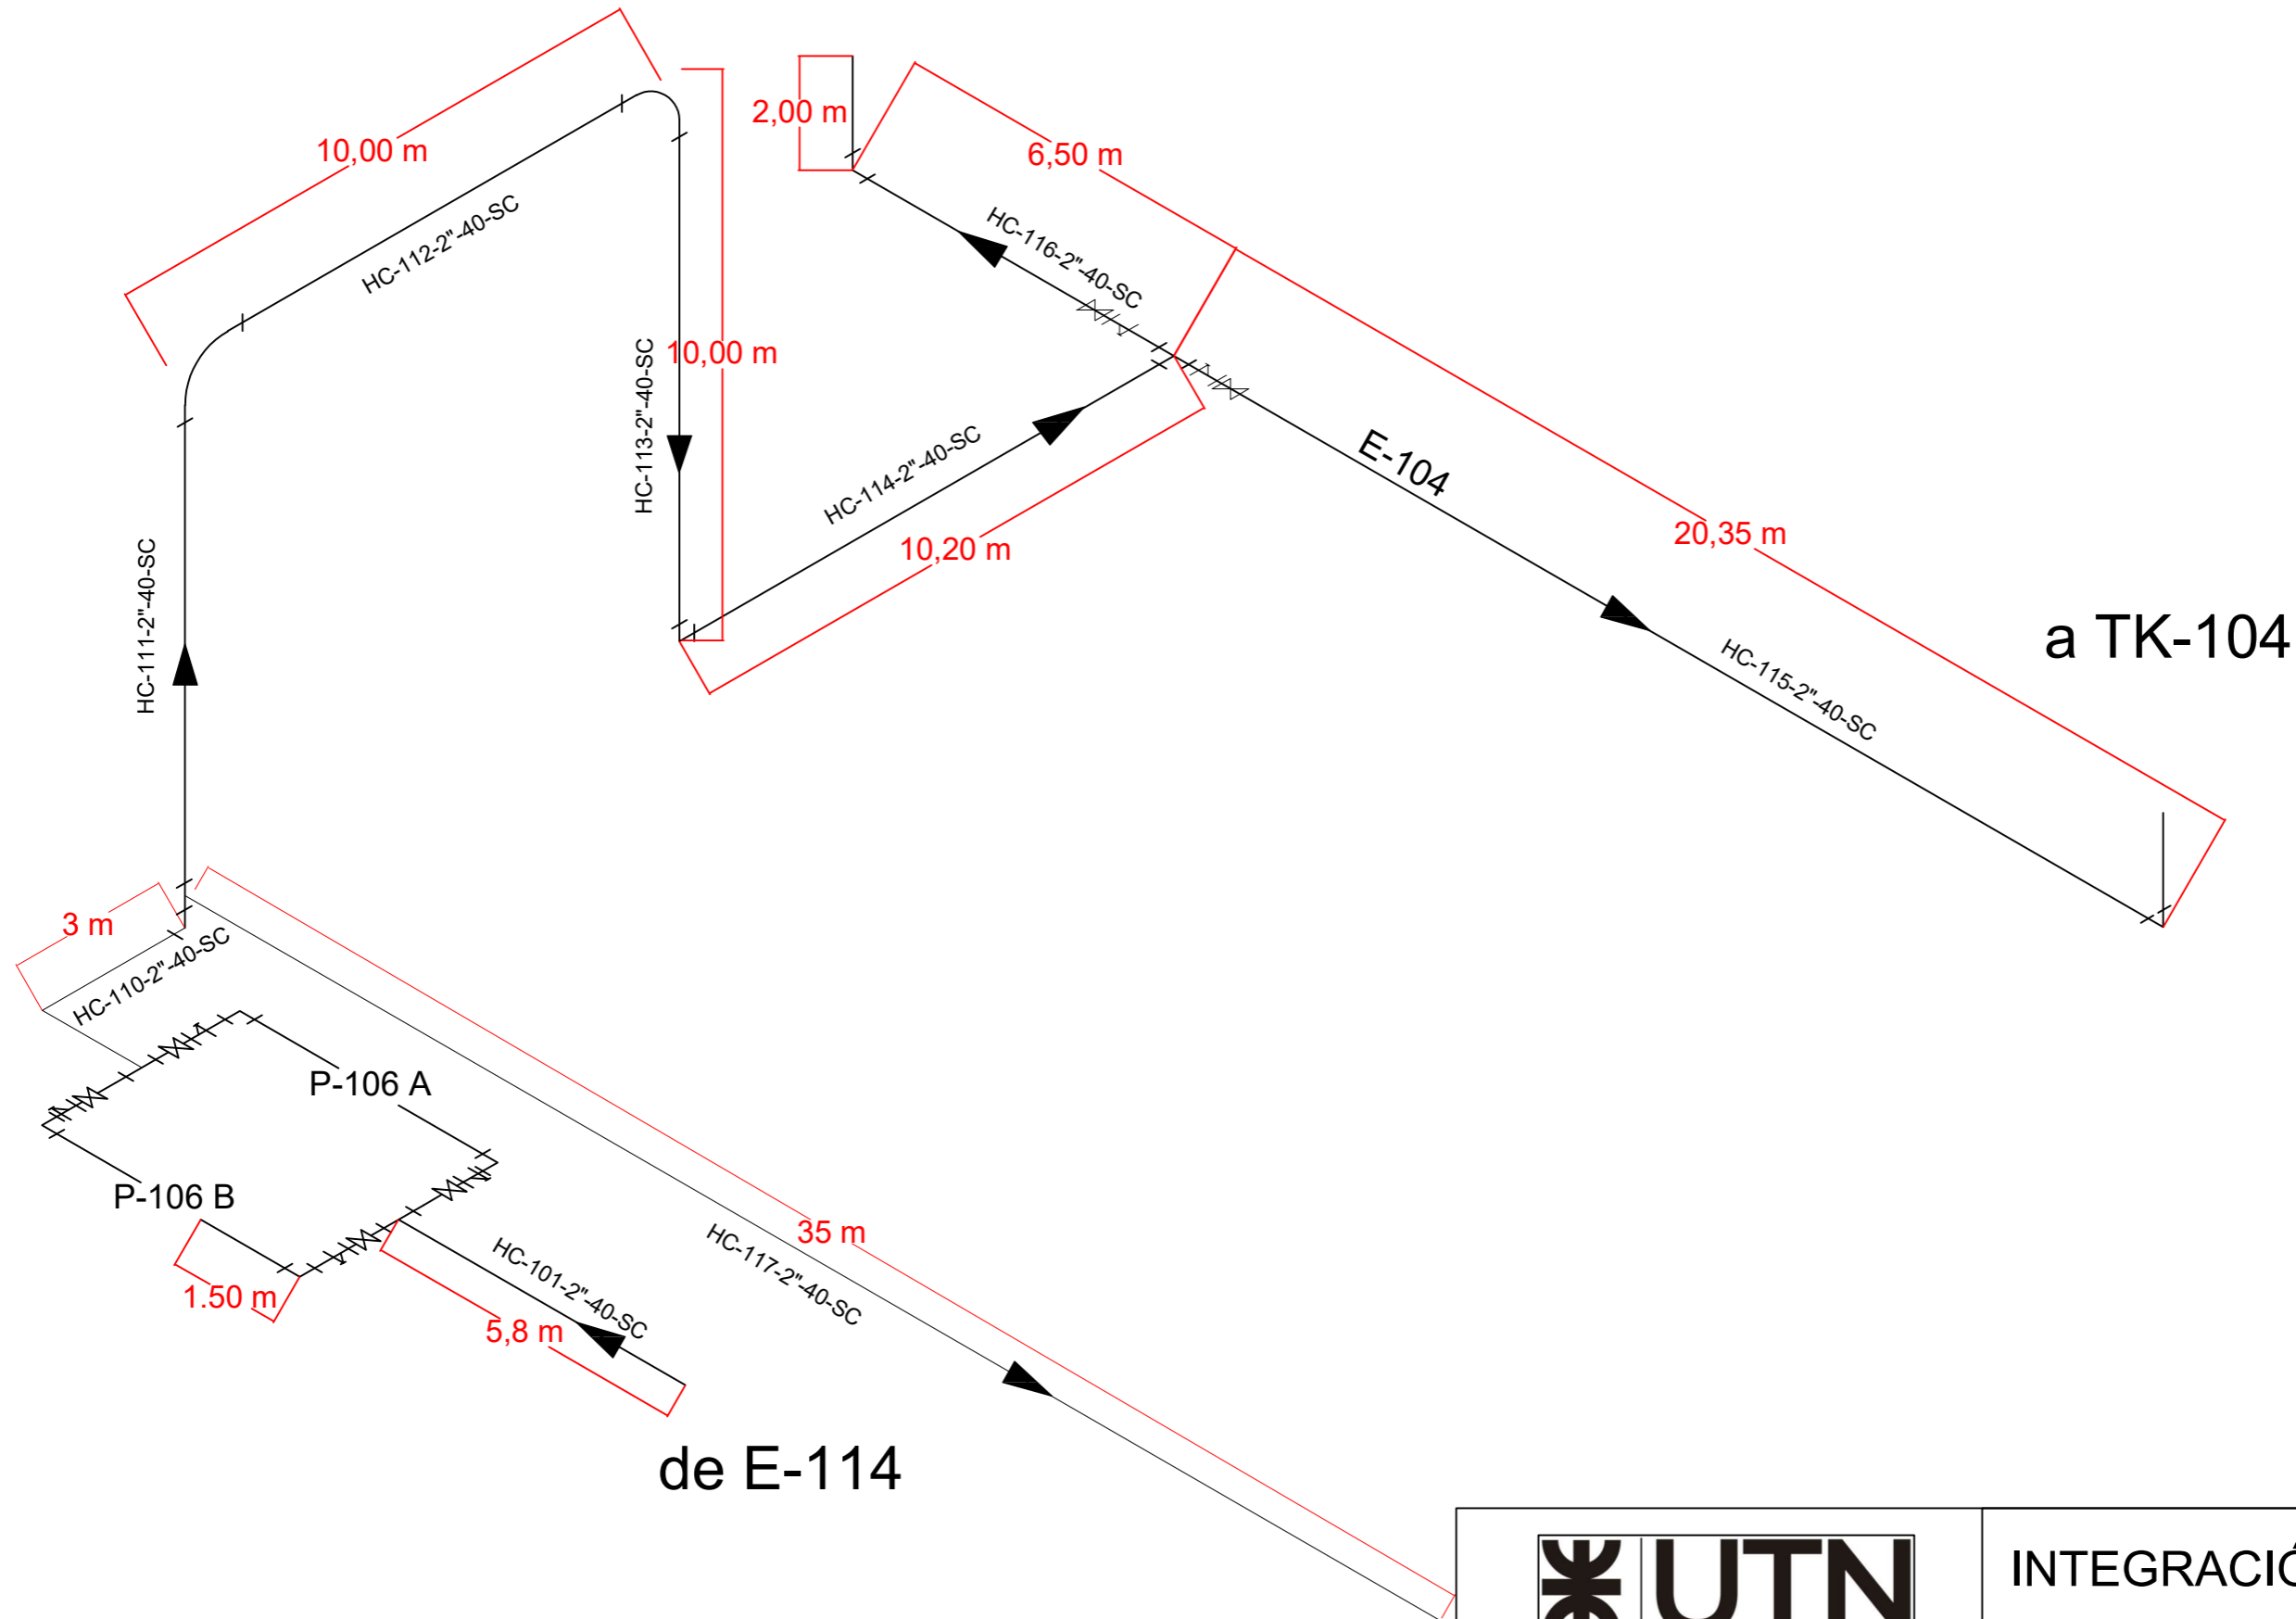 2,00 m
10,00 m
6,50 m
HC-112-2"-40-SC
HC-116-2"-40-SC
10,00 m
HC-113-2"-40-SC
HC-114-2"-40-SC
E-104
10,20 m
20,35 m
HC-111-2"-40-SC
a TK-104
HC-115-2"-40-SC
3 m
HC-110-2"-40-SC
P-106 A
P-106 B
35 m
HC-117-2"-40-SC
HC-101-2"-40-SC
1.50 m
5,8 m
de E-114
UTN
INTEGRACIÓ